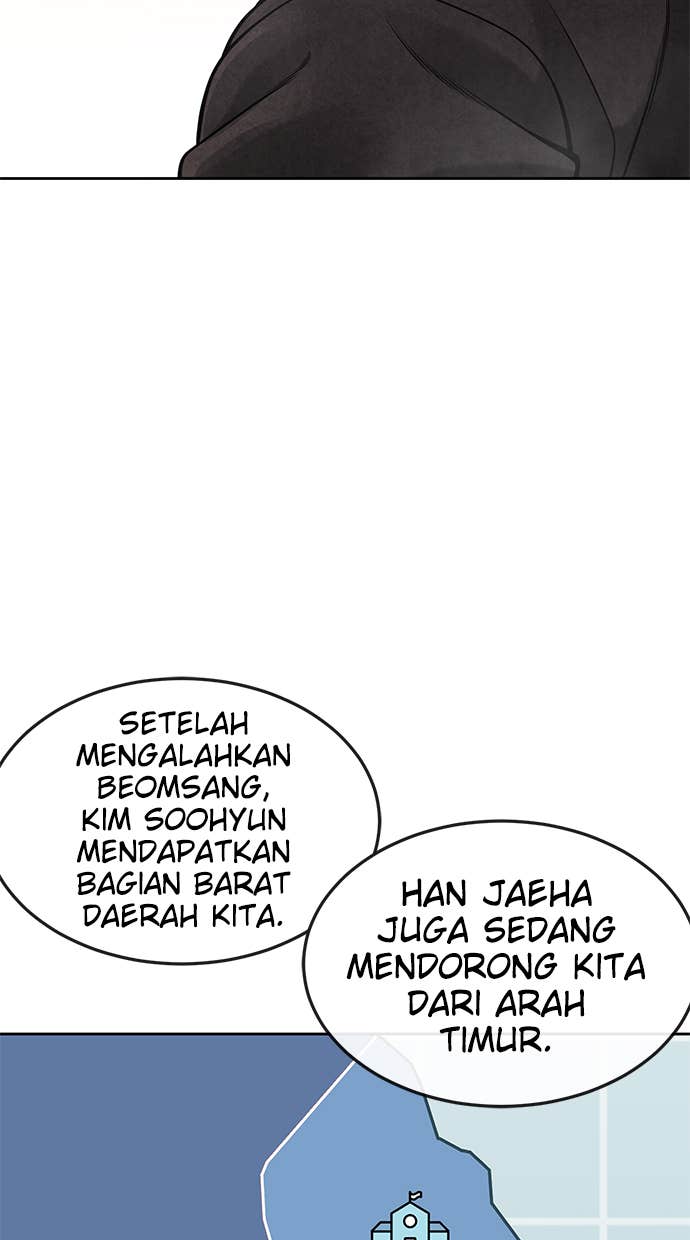 SETELAH
MENGALAHKAN
BEOMSANG,
KIM SOOHYUN
MENDAPATKAN
BAGIAN BARAT
DAERAH KITA.
HAN JAEHA
JUGA SEDANG
MENDORONG KITA
DARI ARAH
TIMUR.